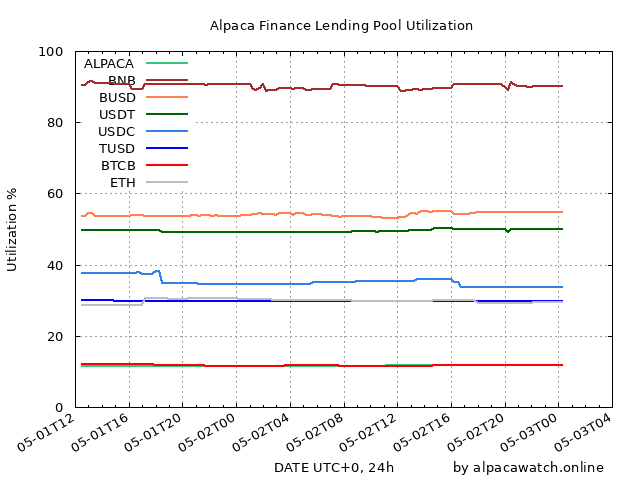 Alpaca Finance Lending Pool Utilization
100
80
60
40
20
0
Utilization %
ALPACA
BNB
BUSD
USDT
USDC
TUSD
BTCB
ETH
05-01T12
05-01T16
05-01T20
05-02T00
05-02T04
05-02T08
05-02T12
05-02T16
05-02T20
05-03T00
05-03T04
DATE UTC+0, 24h
by alpacawatch.online